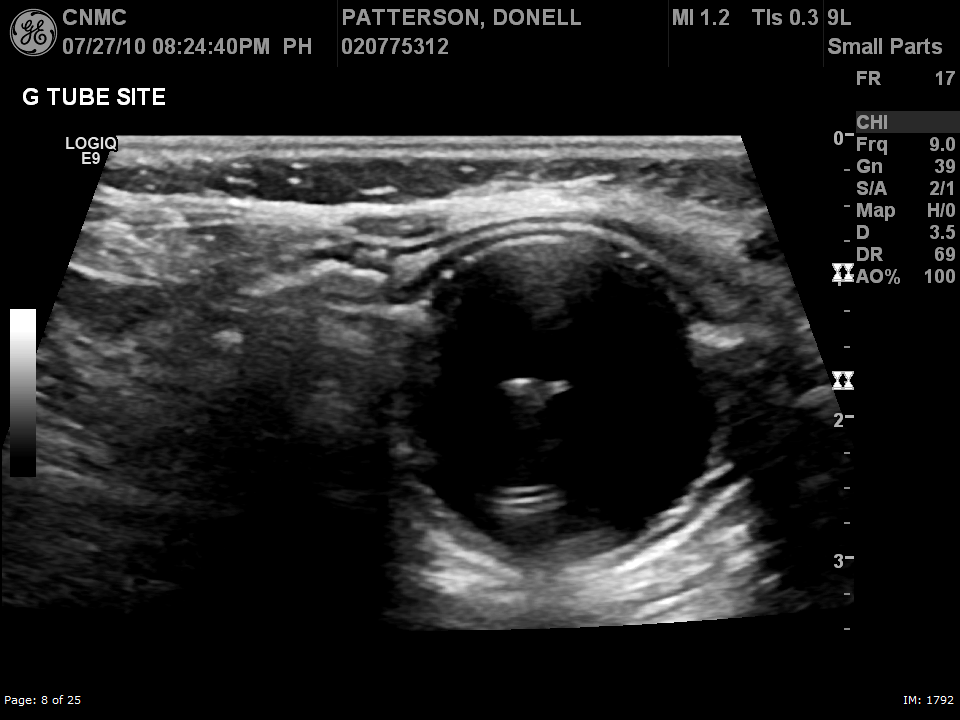 CNMC
07/27/10 08:24:40PM PH
PATTERSON, DONELL
020775312
MI 1.2 TIs 0.3
9L
Small Parts
G TUBE SITE
LOGIQ
E9
FR 17
CHI
Frq 9.0
Gn 39
S/A 2/1
Map H/0
D 3.5
DR 69
AO% 100
0
2
3
Page: 8 of 25
IM: 1792